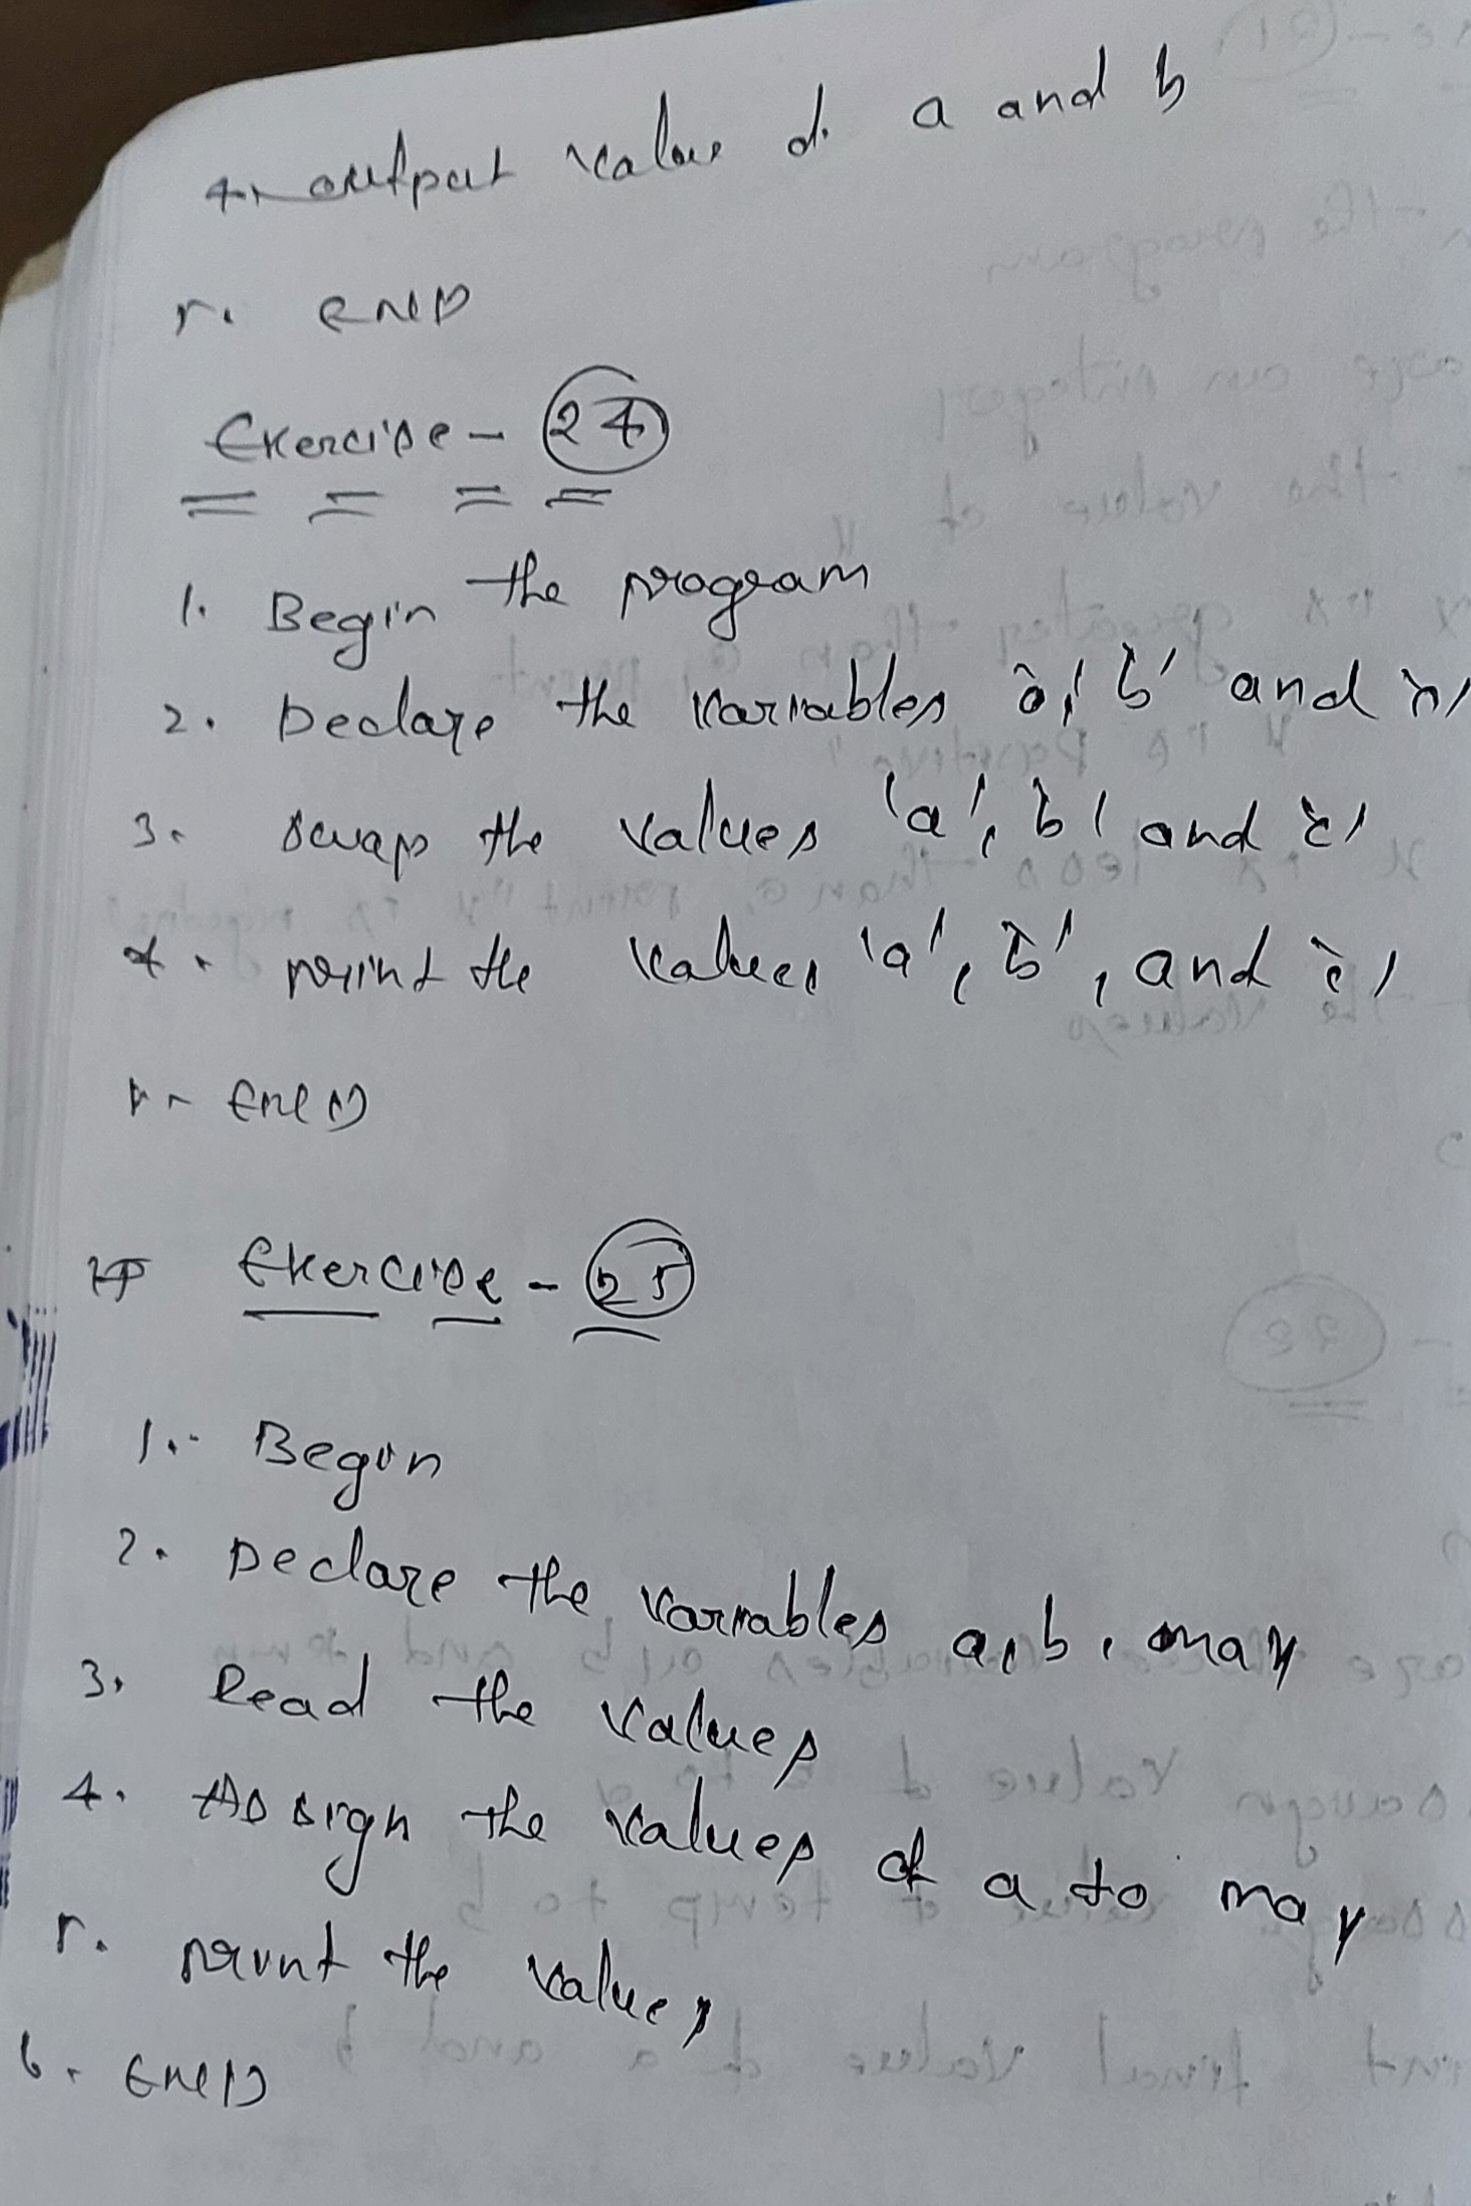 4. output value of a and b
5. END
Exercise - 24
1. Begin the program
2. Declare the variables 'a', 'b' and
3. swap the values 'a', 'b' and 'c'
4. print the values 'a', 'b', and 'c'
5. END
Exercise - 25
1. Begin
2. Declare the variables a, b, max
3. Read the values
4. Assign the values of a to max
5. print the values
6. END